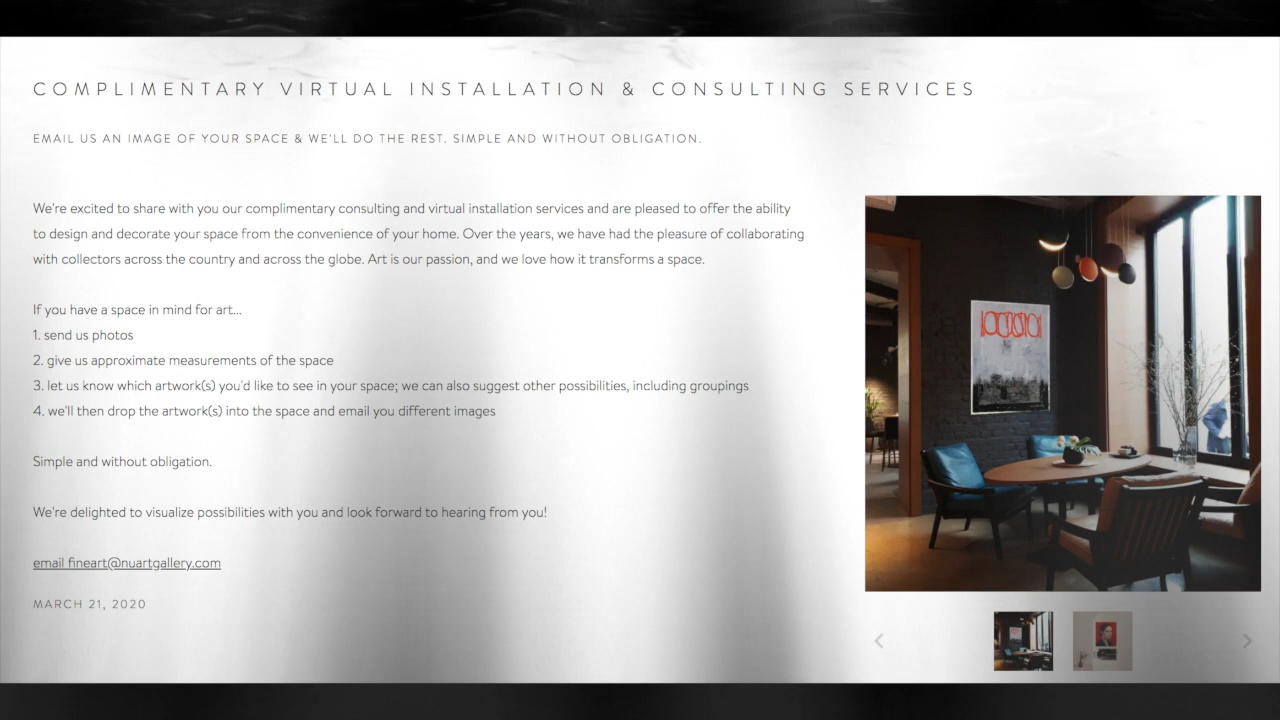 COMPLIMENTARY VIRTUAL INSTALLATION & CONSULTING SERVICES
EMAIL US AN IMAGE OF YOUR SPACE & WE'LL DO THE REST. SIMPLE AND WITHOUT OBLIGATION.
We're excited to share with you our complimentary consulting and virtual installation services and are pleased to offer the ability
to design and decorate your space from the convenience of your home. Over the years, we have had the pleasure of collaborating
with collectors across the country and across the globe. Art is our passion, and we love how it transforms a space.
If you have a space in mind for art...
1. send us photos
2. give us approximate measurements of the space
3. let us know which artwork(s) you'd like to see in your space; we can also suggest other possibilities, including groupings
4. we'll then drop the artwork(s) into the space and email you different images
Simple and without obligation.
We're delighted to visualize possibilities with you and look forward to hearing from you!
email fineart@nuartgallery.com
MARCH 21, 2020